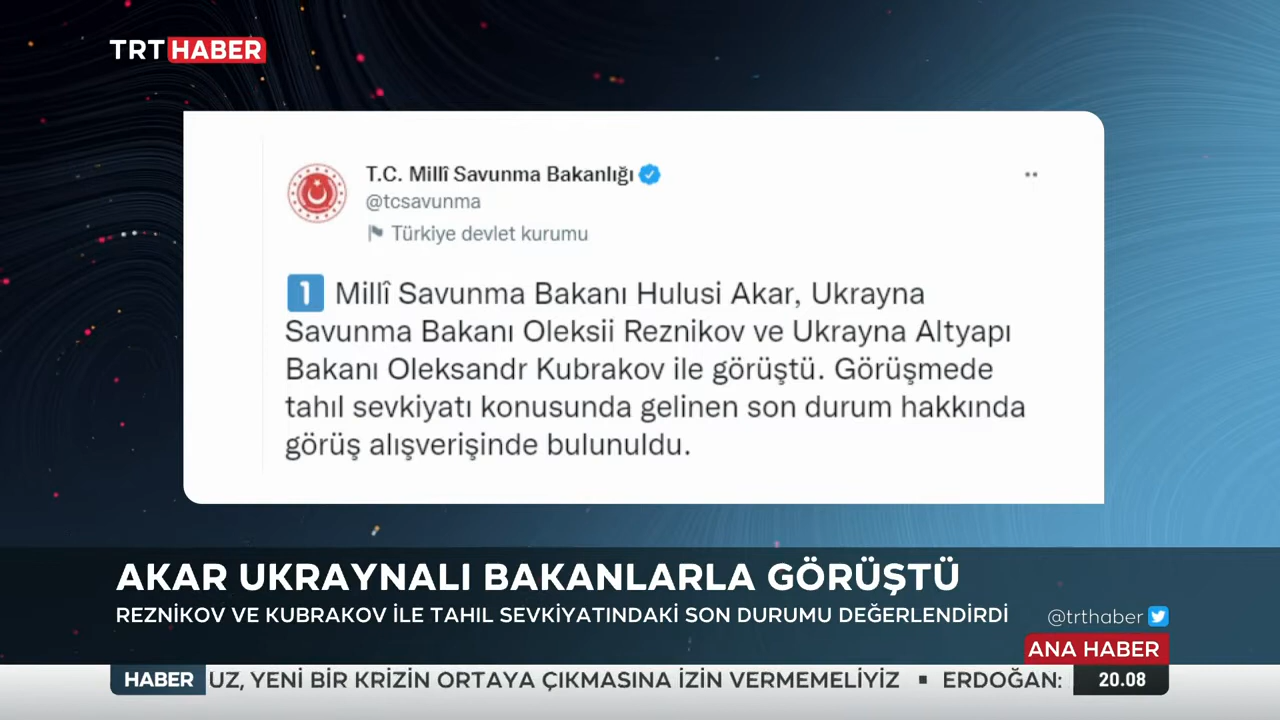 TRT HABER
T.C. Millî Savunma Bakanlığı
@tcsavunma
Türkiye devlet kurumu
1 Millî Savunma Bakanı Hulusi Akar, Ukrayna
Savunma Bakanı Oleksii Reznikov ve Ukrayna Altyapı
Bakanı Oleksandr Kubrakov ile görüştü. Görüşmede
tahıl sevkiyatı konusunda gelinen son durum hakkında
görüş alışverişinde bulunuldu.
AKAR UKRAYNALI BAKANLARLA GÖRÜŞTÜ
REZNİKOV VE KUBRAKOV İLE TAHIL SEVKİYATINDAKİ SON DURUMU DEĞERLENDİRDİ
@trthaber
ANA HABER
HABER UZ, YENİ BİR KRİZİN ORTAYA ÇIKMASINA İZİN VERMEMELİYİZ ▪ ERDOĞAN: 20.08